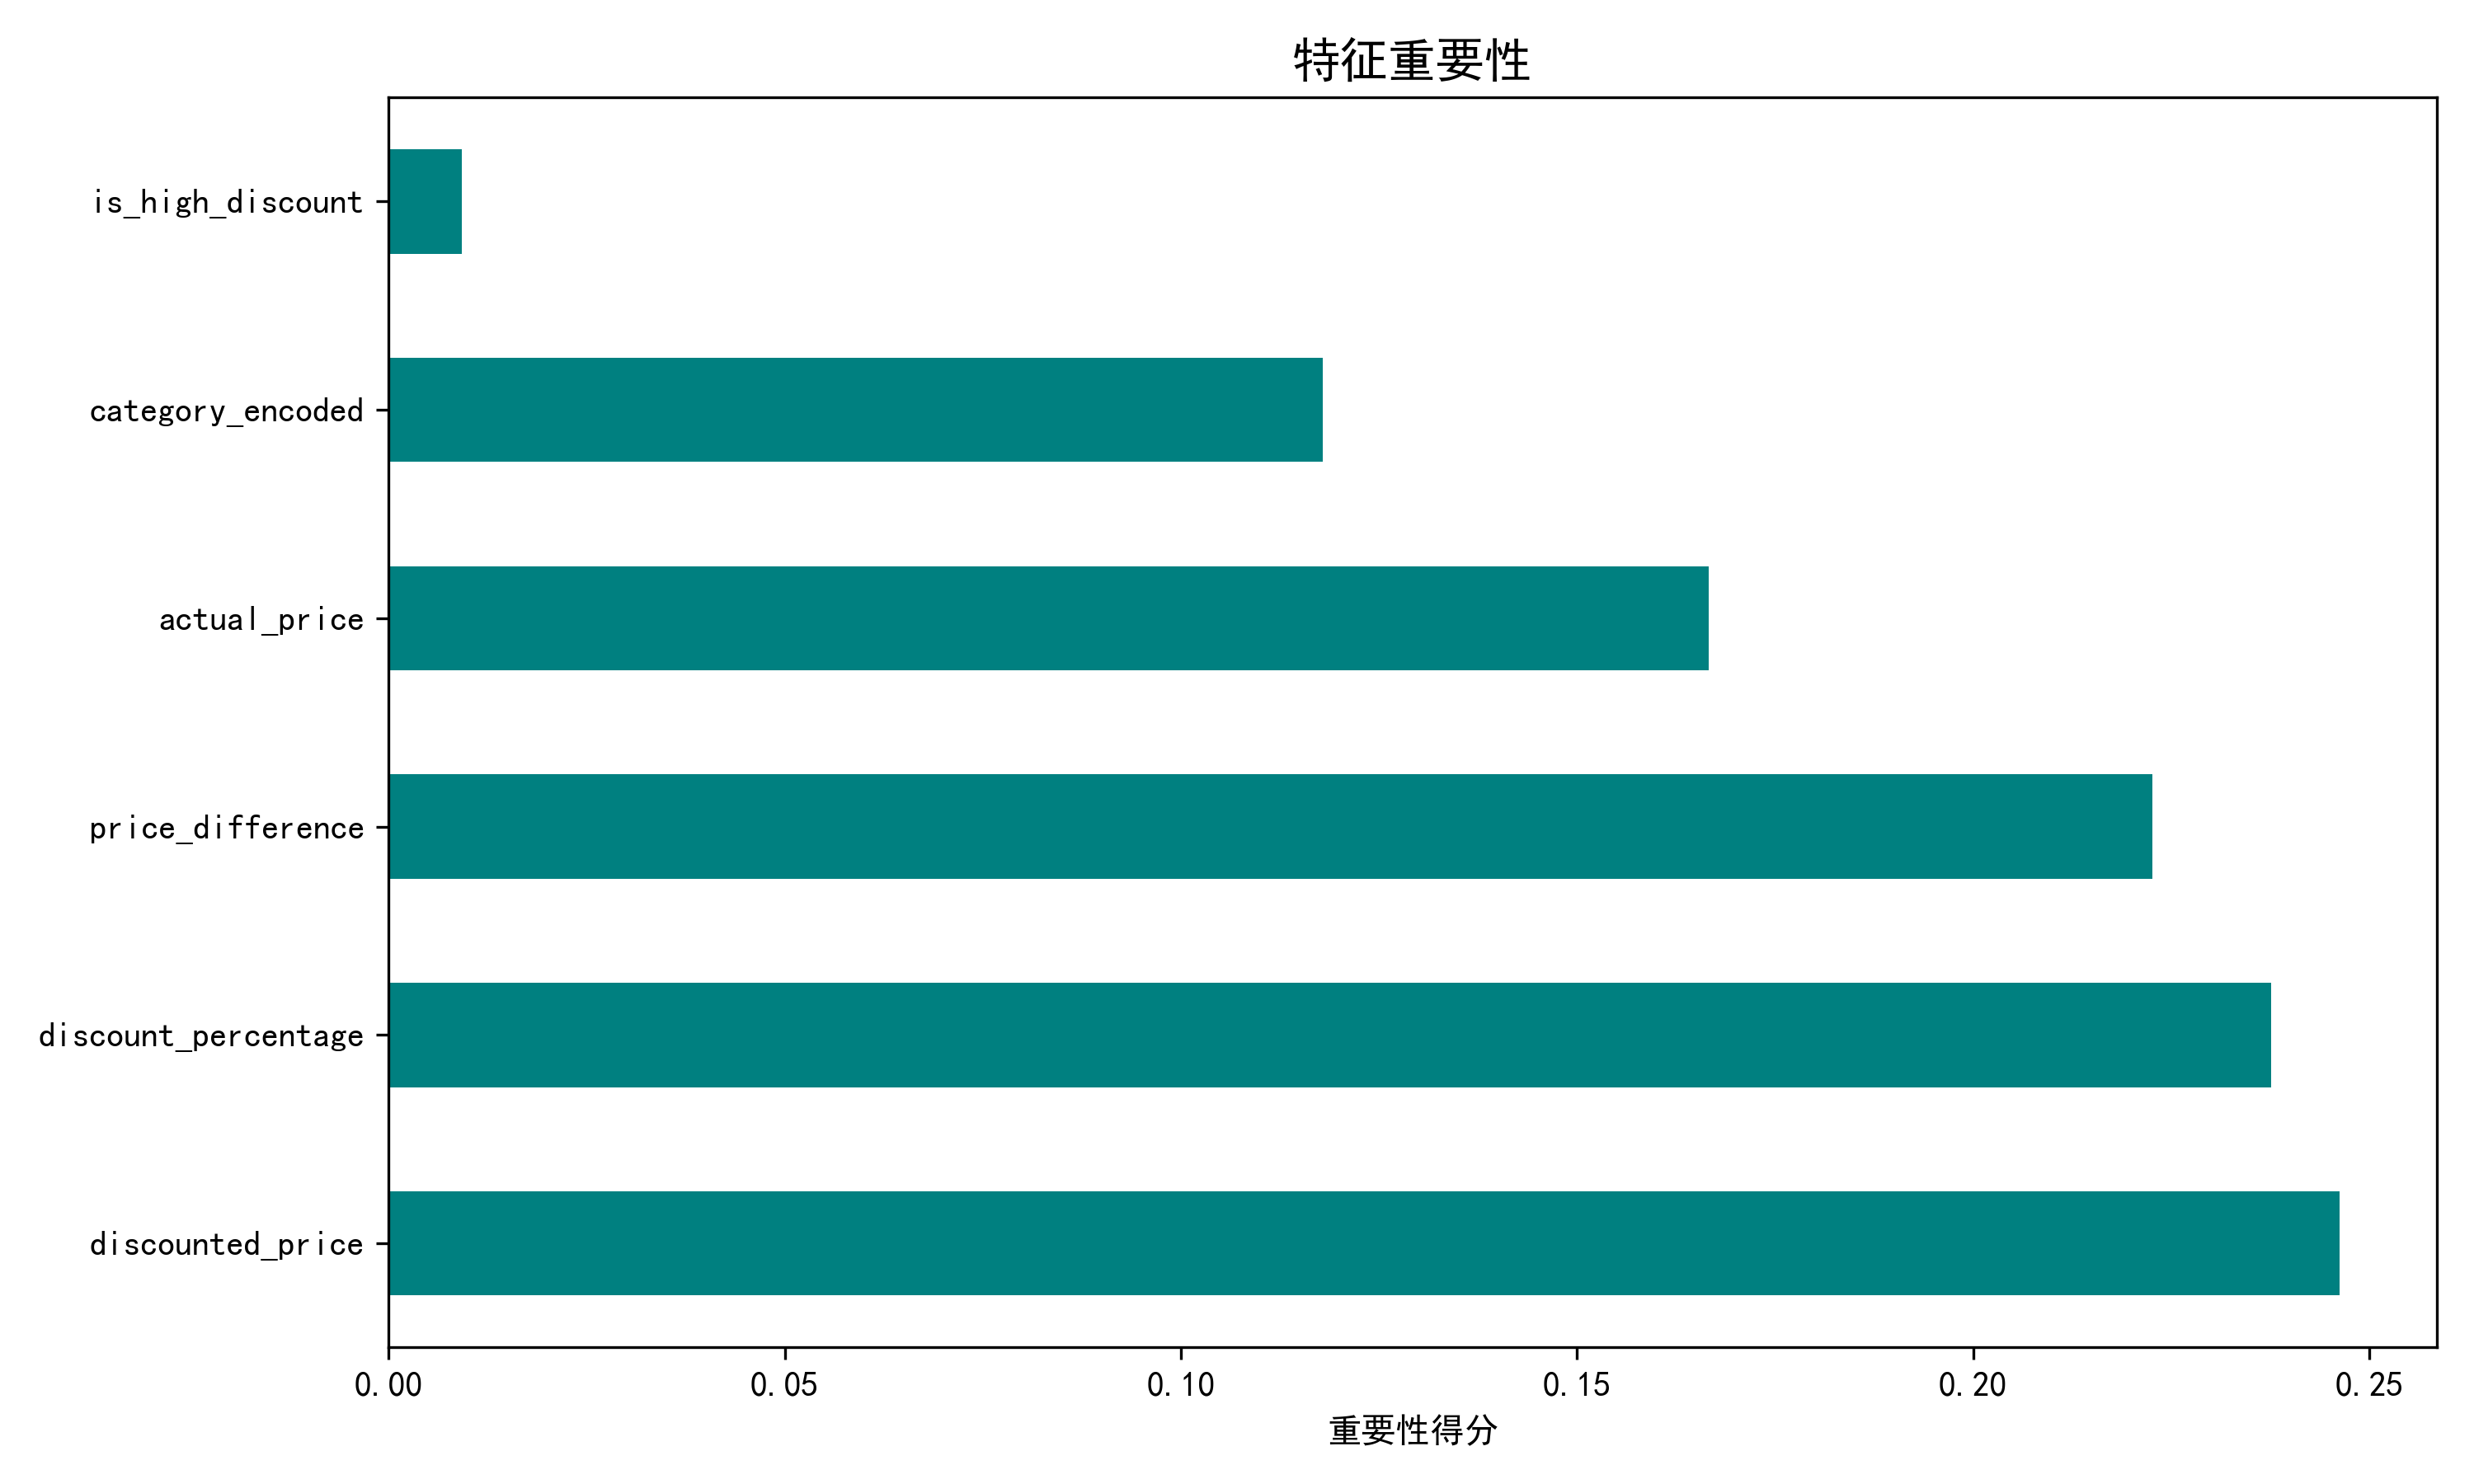 特征重要性
is_high_discount
category_encoded
actual_price
price_difference
discount_percentage
discounted_price
0.00 0.05 0.10 0.15 0.20 0.25
重要性得分